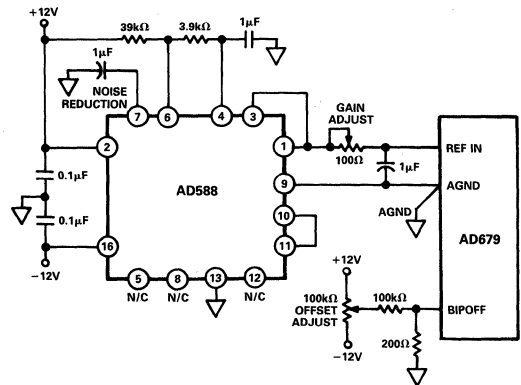 +12V
39kΩ
3.9kΩ
1μF
1μF
NOISE
REDUCTION
7
6
4
3
GAIN
ADJUST
2
1
100Ω
REF IN
1μF
0.1μF
AD588
9
AGND
AGND
10
AD679
0.1μF
11
16
+12V
-12V
5
8
13
12
N/C
N/C
N/C
100kΩ
OFFSET
ADJUST
100kΩ
BIPOFF
-12V
200Ω